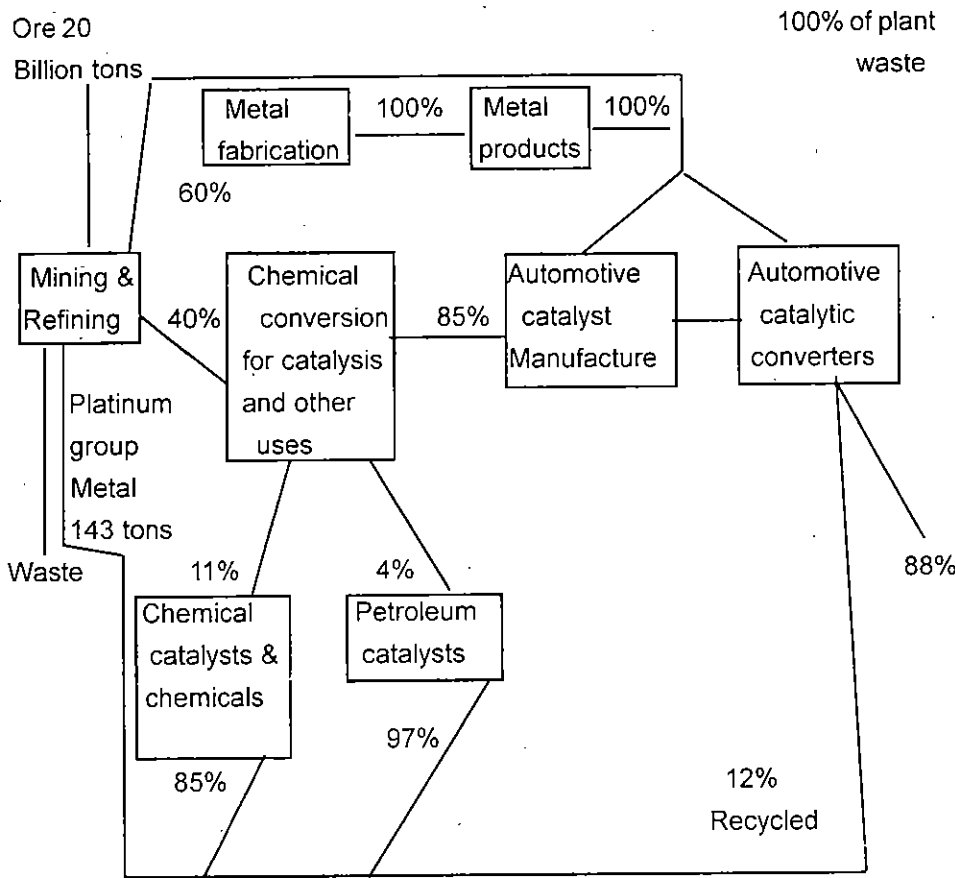 Ore 20
Billion tons
100% of plant
waste
Metal
fabrication
100%
Metal
products
100%
60%
Mining &
Refining
40%
Chemical
conversion
for catalysis
and other
uses
85%
Automotive
catalyst
Manufacture
Automotive
catalytic
converters
Platinum
group
Metal
143 tons
Waste
11%
4%
88%
Chemical
catalysts &
chemicals
Petroleum
catalysts
85%
97%
12%
Recycled